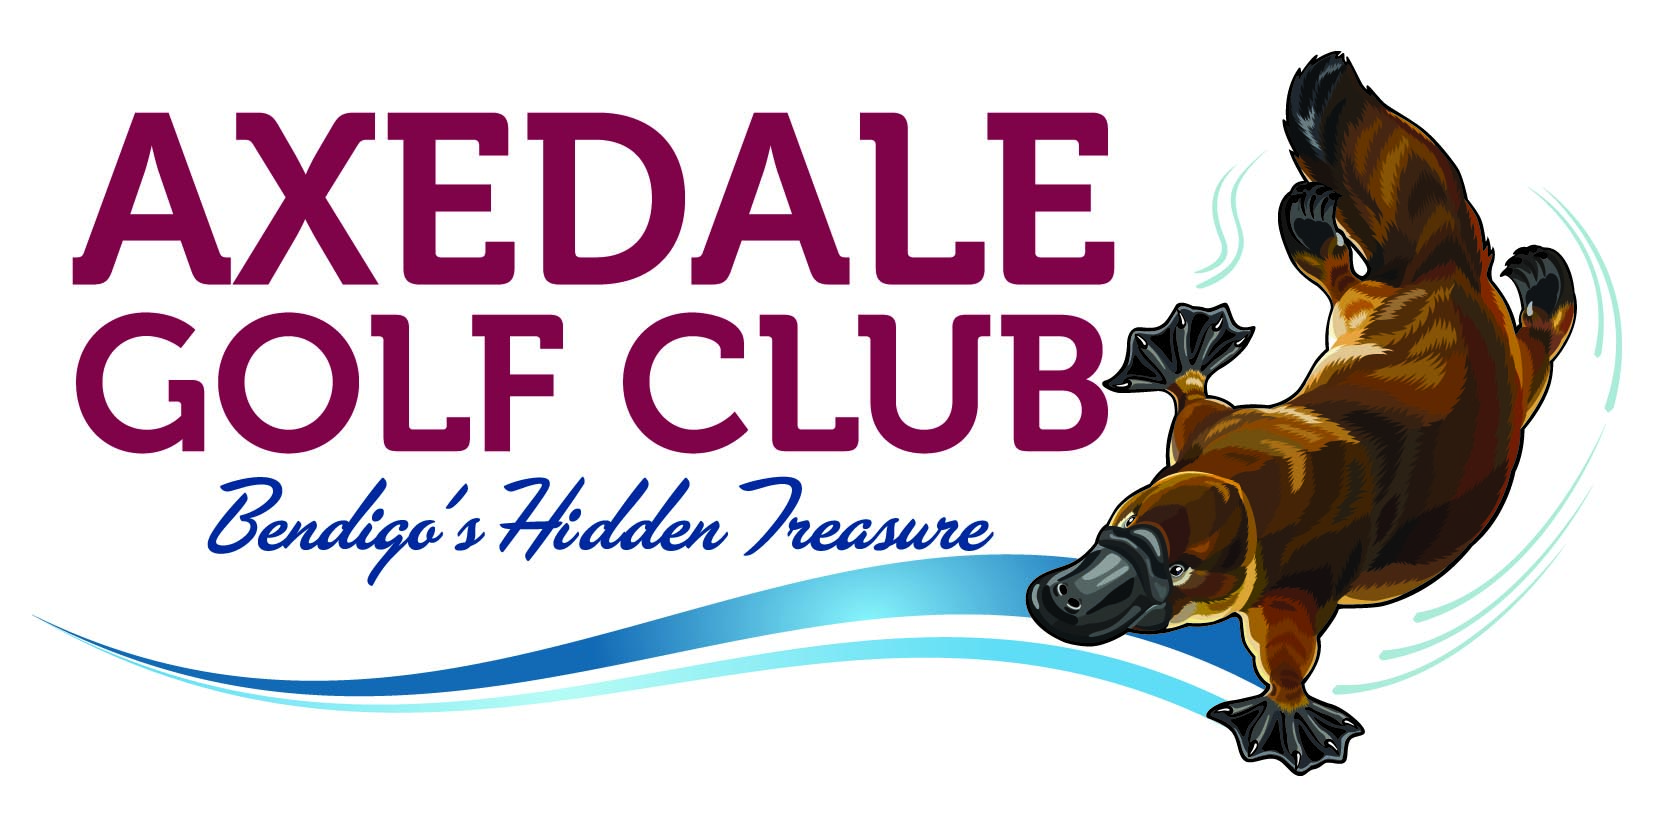 AXEDALE
GOLF CLUB
Bendigo's Hidden Treasure